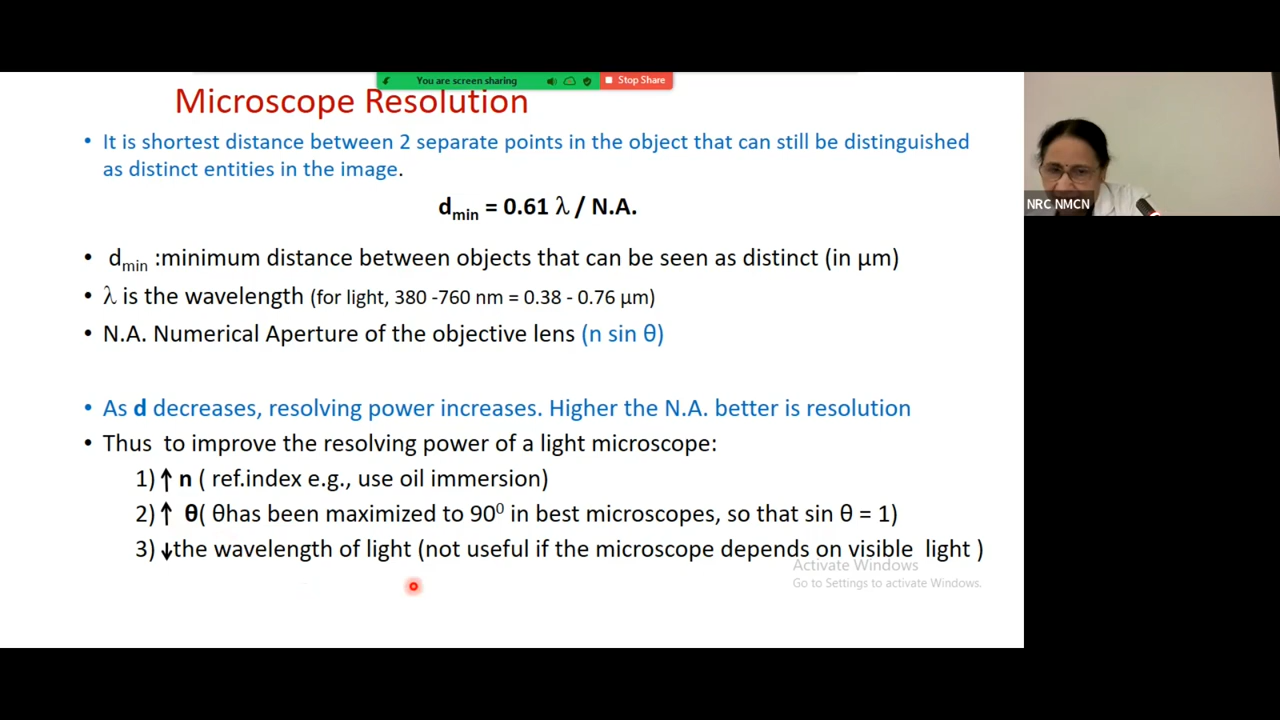 You are screen sharing
Stop Share
Microscope Resolution
• It is shortest distance between 2 separate points in the object that can still be distinguished
as distinct entities in the image.
dmin = 0.61 λ / N.A.
• dmin :minimum distance between objects that can be seen as distinct (in µm)
• λ is the wavelength (for light, 380 -760 nm = 0.38 - 0.76 µm)
• N.A. Numerical Aperture of the objective lens (n sin θ)
• As d decreases, resolving power increases. Higher the N.A. better is resolution
• Thus to improve the resolving power of a light microscope:
1) ↑ n ( ref.index e.g., use oil immersion)
2) ↑ θ( θhas been maximized to 90⁰ in best microscopes, so that sin θ = 1)
3) ↓the wavelength of light (not useful if the microscope depends on visible light )
Activate Windows
Go to Settings to activate Windows.
NRC NMCN